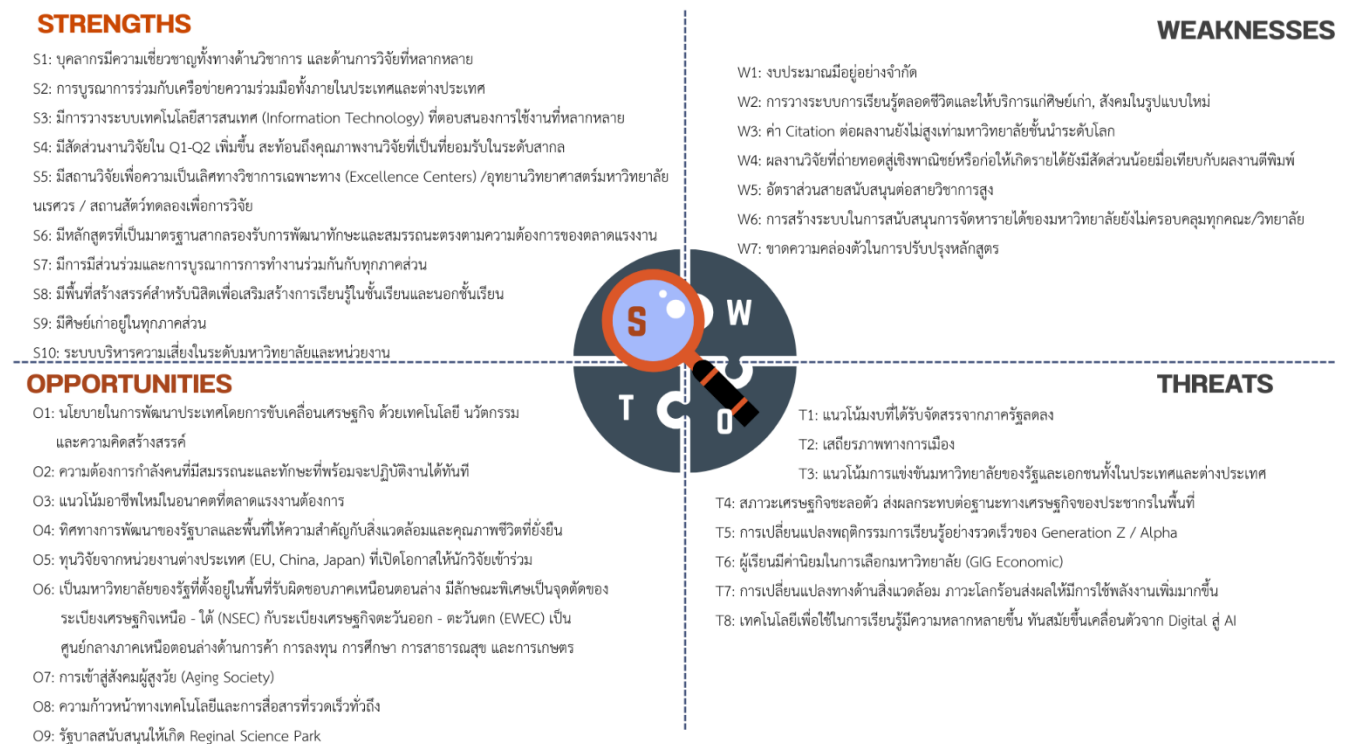 STRENGTHS
S1: บุคลากรมีความเชี่ยวชาญทั้งทางด้านวิชาการ และด้านการวิจัยที่หลากหลาย
S2: การบูรณาการร่วมกับเครือข่ายความร่วมมือทั้งภายในประเทศและต่างประเทศ
S3: มีการวางระบบเทคโนโลยีสารสนเทศ (Information Technology) ที่ตอบสนองการใช้งานที่หลากหลาย
S4: มีสัดส่วนงานวิจัยใน Q1-Q2 เพิ่มขึ้น สะท้อนถึงคุณภาพงานวิจัยที่เป็นที่ยอมรับในระดับสากล
S5: มีสถานวิจัยเพื่อความเป็นเลิศทางวิชาการเฉพาะทาง (Excellence Centers) /อุทยานวิทยาศาสตร์มหาวิทยาลัย
นเรศวร / สถานสัตว์ทดลองเพื่อการวิจัย
S6: มีหลักสูตรที่เป็นมาตรฐานสากลรองรับการพัฒนาทักษะและสมรรถนะตรงตามความต้องการของตลาดแรงงาน
S7: มีการมีส่วนร่วมและการบูรณาการการทำงานร่วมกันกับทุกภาคส่วน
S8: มีพื้นที่สร้างสรรค์สำหรับนิสิตเพื่อเสริมสร้างการเรียนรู้ในชั้นเรียนและนอกชั้นเรียน
S9: มีศิษย์เก่าอยู่ในทุกภาคส่วน
S10: ระบบบริหารความเสี่ยงในระดับมหาวิทยาลัยและหน่วยงาน
WEAKNESSES
W1: งบประมาณมีอยู่อย่างจำกัด
W2: การวางระบบการเรียนรู้ตลอดชีวิตและให้บริการแก่ศิษย์เก่า, สังคมในรูปแบบใหม่
W3: ค่า Citation ต่อผลงานยังไม่สูงเท่ามหาวิทยาลัยชั้นนำระดับโลก
W4: ผลงานวิจัยที่ถ่ายทอดสู่เชิงพาณิชย์หรือก่อให้เกิดรายได้ยังมีสัดส่วนน้อยเมื่อเทียบกับผลงานตีพิมพ์
W5: อัตราส่วนสายสนับสนุนต่อสายวิชาการสูง
W6: การสร้างระบบในการสนับสนุนการจัดหารายได้ของมหาวิทยาลัยยังไม่ครอบคลุมทุกคณะ/วิทยาลัย
W7: ขาดความคล่องตัวในการปรับปรุงหลักสูตร
S
W
T
O
OPPORTUNITIES
O1: นโยบายในการพัฒนาประเทศโดยการขับเคลื่อนเศรษฐกิจ ด้วยเทคโนโลยี นวัตกรรม
และความคิดสร้างสรรค์
O2: ความต้องการกำลังคนที่มีสมรรถนะและทักษะที่พร้อมจะปฏิบัติงานได้ทันที
O3: แนวโน้มอาชีพใหม่ในอนาคตที่ตลาดแรงงานต้องการ
O4: ทิศทางการพัฒนาของรัฐบาลและพื้นที่ให้ความสำคัญกับสิ่งแวดล้อมและคุณภาพชีวิตที่ยั่งยืน
O5: ทุนวิจัยจากหน่วยงานต่างประเทศ (EU, China, Japan) ที่เปิดโอกาสให้นักวิจัยเข้าร่วม
O6: เป็นมหาวิทยาลัยของรัฐที่ตั้งอยู่ในพื้นที่รับผิดชอบภาคเหนือตอนล่าง มีลักษณะพิเศษเป็นจุดตัดของ
ระเบียงเศรษฐกิจเหนือ - ใต้ (NSEC) กับระเบียงเศรษฐกิจตะวันออก - ตะวันตก (EWEC) เป็น
ศูนย์กลางภาคเหนือตอนล่างด้านการค้า การลงทุน การศึกษา การสาธารณสุข และการเกษตร
O7: การเข้าสู่สังคมผู้สูงวัย (Aging Society)
O8: ความก้าวหน้าทางเทคโนโลยีและการสื่อสารที่รวดเร็วทั่วถึง
O9: รัฐบาลสนับสนุนให้เกิด Reginal Science Park
THREATS
T1: แนวโน้มงบที่ได้รับจัดสรรจากภาครัฐลดลง
T2: เสถียรภาพทางการเมือง
T3: แนวโน้มการแข่งขันมหาวิทยาลัยของรัฐและเอกชนทั้งในประเทศและต่างประเทศ
T4: สภาวะเศรษฐกิจชะลอตัว ส่งผลกระทบต่อฐานะทางเศรษฐกิจของประชากรในพื้นที่
T5: การเปลี่ยนแปลงพฤติกรรมการเรียนรู้อย่างรวดเร็วของ Generation Z / Alpha
T6: ผู้เรียนมีค่านิยมในการเลือกมหาวิทยาลัย (GIG Economic)
T7: การเปลี่ยนแปลงทางด้านสิ่งแวดล้อม ภาวะโลกร้อนส่งผลให้มีการใช้พลังงานเพิ่มมากขึ้น
T8: เทคโนโลยีเพื่อใช้ในการเรียนรู้มีความหลากหลายขึ้น ทันสมัยขึ้นเคลื่อนตัวจาก Digital สู่ AI